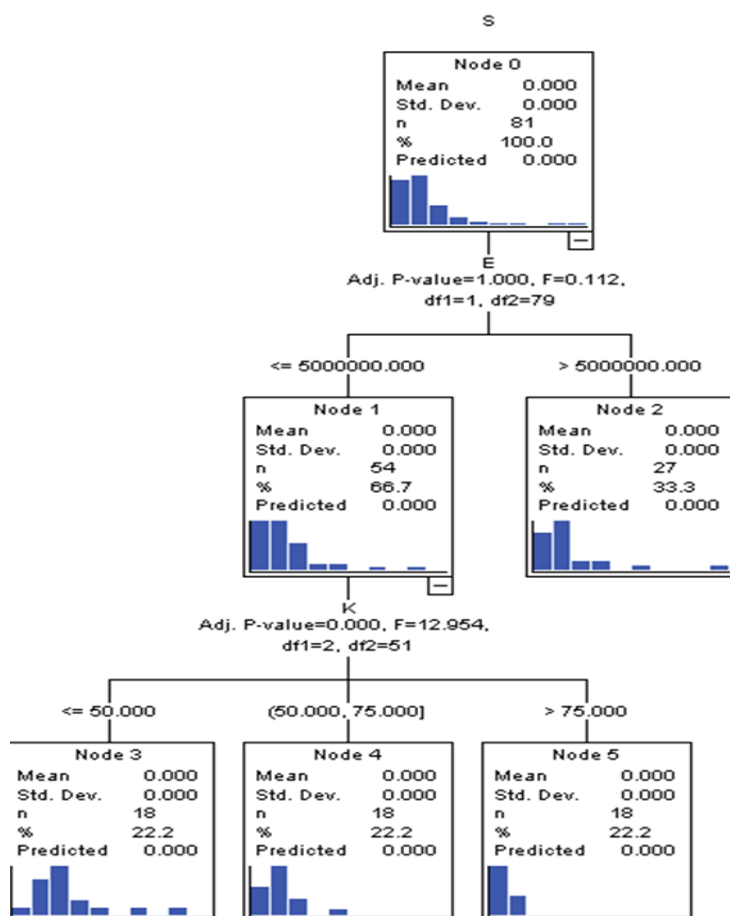 S
Node 0
Mean 0.000
Std. Dev. 0.000
n 81
% 100.0
Predicted 0.000
E
Adj. P-value=1.000, F=0.112,
df1=1, df2=79
<= 5000000.000
> 5000000.000
Node 1
Mean 0.000
Std. Dev. 0.000
n 54
% 66.7
Predicted 0.000
Node 2
Mean 0.000
Std. Dev. 0.000
n 27
% 33.3
Predicted 0.000
K
Adj. P-value=0.000, F=12.954,
df1=2, df2=51
<= 50.000
(50.000, 75.000]
> 75.000
Node 3
Mean 0.000
Std. Dev. 0.000
n 18
% 22.2
Predicted 0.000
Node 4
Mean 0.000
Std. Dev. 0.000
n 18
% 22.2
Predicted 0.000
Node 5
Mean 0.000
Std. Dev. 0.000
n 18
% 22.2
Predicted 0.000